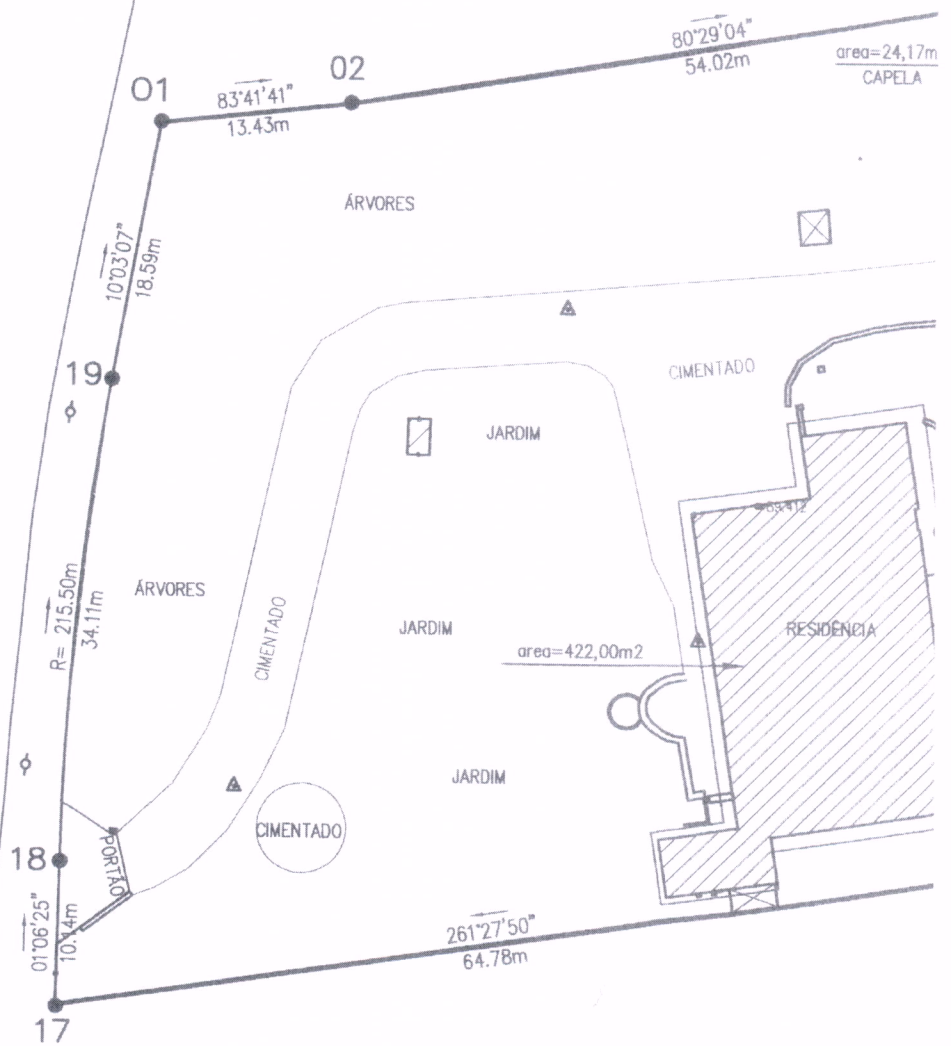 80°29'04"
54.02m
area=24,17m
CAPELA
02
01
83°41'41"
13.43m
ÁRVORES
10°03'07"
18.59m
19
CIMENTADO
JARDIM
R= 215.50m
34.11m
ÁRVORES
CIMENTADO
JARDIM
RESIDÊNCIA
area=422,00m2
JARDIM
CIMENTADO
PORTÃO
18
01°06'25"
10.14m
261°27'50"
64.78m
17